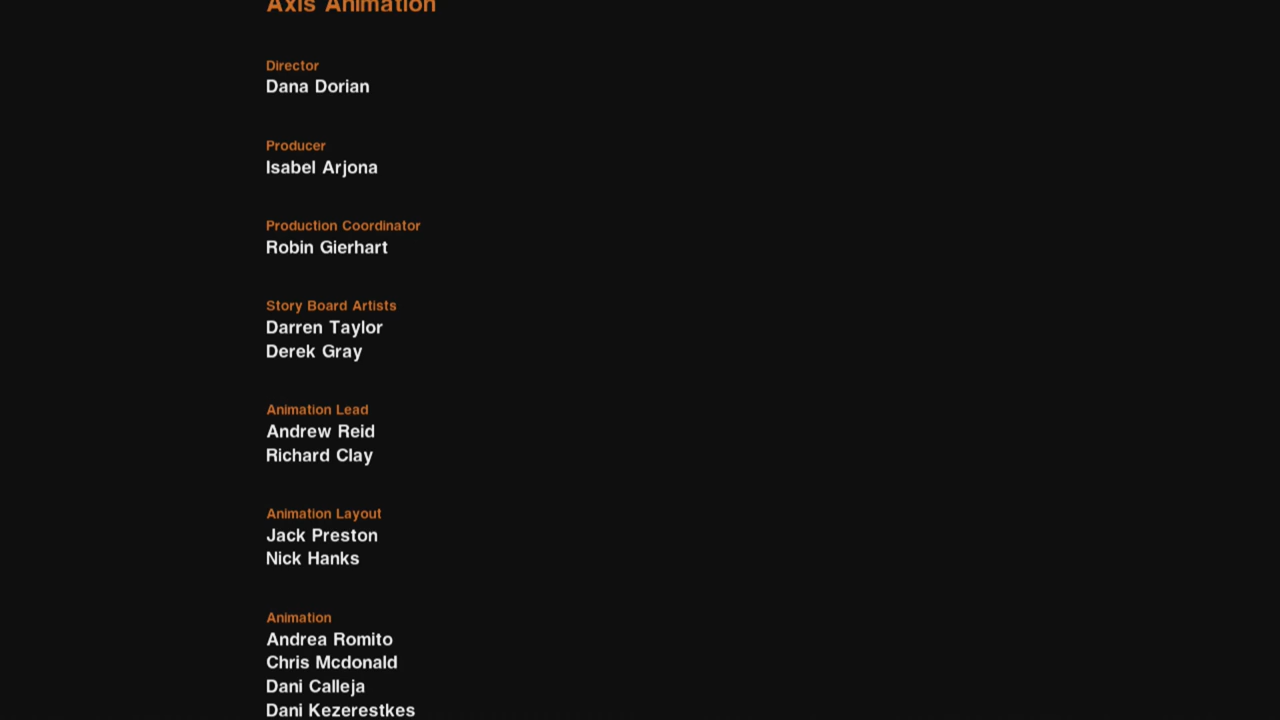 Axis Animation
Director
Dana Dorian
Producer
Isabel Arjona
Production Coordinator
Robin Gierhart
Story Board Artists
Darren Taylor
Derek Gray
Animation Lead
Andrew Reid
Richard Clay
Animation Layout
Jack Preston
Nick Hanks
Animation
Andrea Romito
Chris Mcdonald
Dani Calleja
Dani Kezerestkes